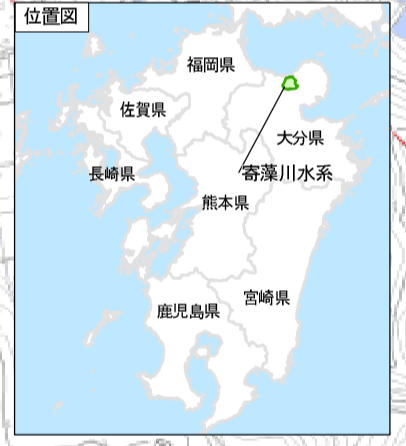 位置図
福岡県
佐賀県
大分県
長崎県
寄藻川水系
熊本県
宮崎県
鹿児島県